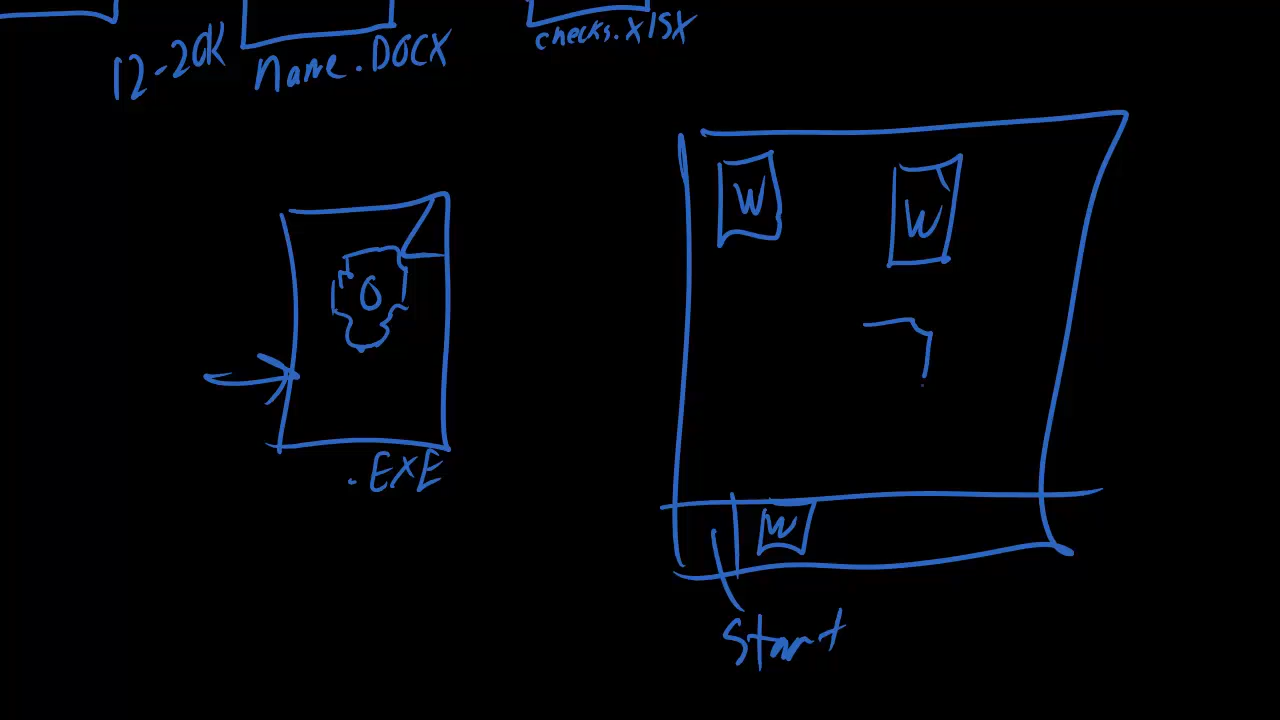 12-20K
Name.DOCX
checks.XlSX
W
W
O
.EXE
W
Start